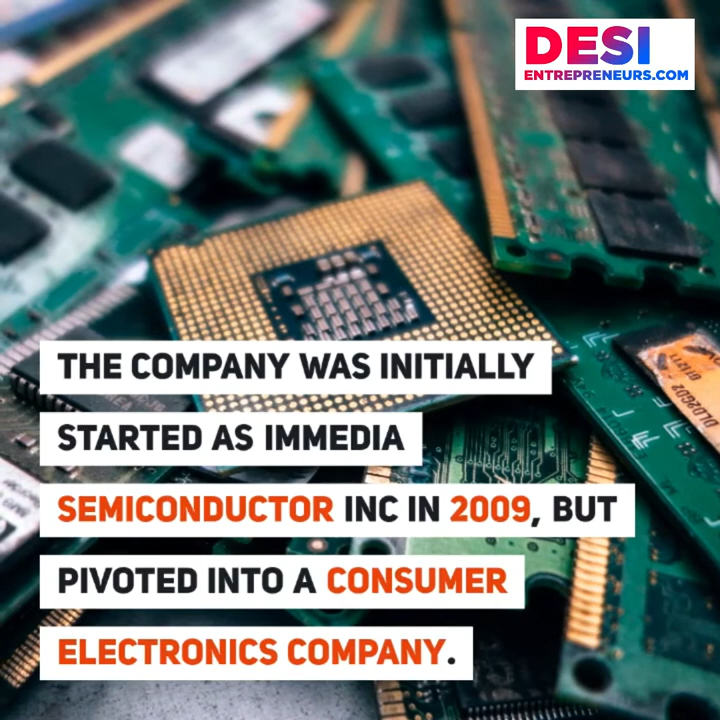 DESI
ENTREPRENEURS.COM
THE COMPANY WAS INITIALLY
STARTED AS IMMEDIA
SEMICONDUCTOR INC IN 2009, BUT
PIVOTED INTO A CONSUMER
ELECTRONICS COMPANY.